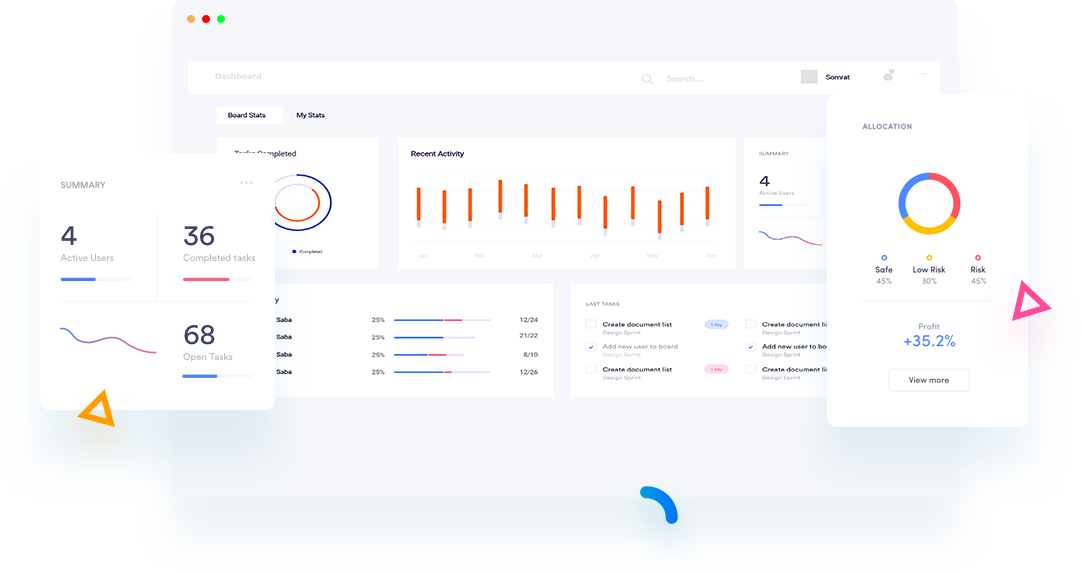 Dashboard
Search...
Somrat
Board Stats
My Stats
Tasks Completed
Completed
Recent Activity
Jan
Feb
Mar
Apr
May
Jun
SUMMARY
4
Active Users
SUMMARY
4
Active Users
36
Completed tasks
68
Open Tasks
ALLOCATION
Safe
45%
Low Risk
30%
Risk
45%
Profit
+35.2%
View more
y
Saba 25% 12/24
Saba 25% 21/22
Saba 25% 8/10
Saba 25% 12/26
LAST TASKS
Create document list 1 day
Design Sprint
Add new user to board
Design Sprint
Create document list 1 day
Design Sprint
Create document li
Design Sprint
Add new user to bo
Design Sprint
Create document li
Design Sprint